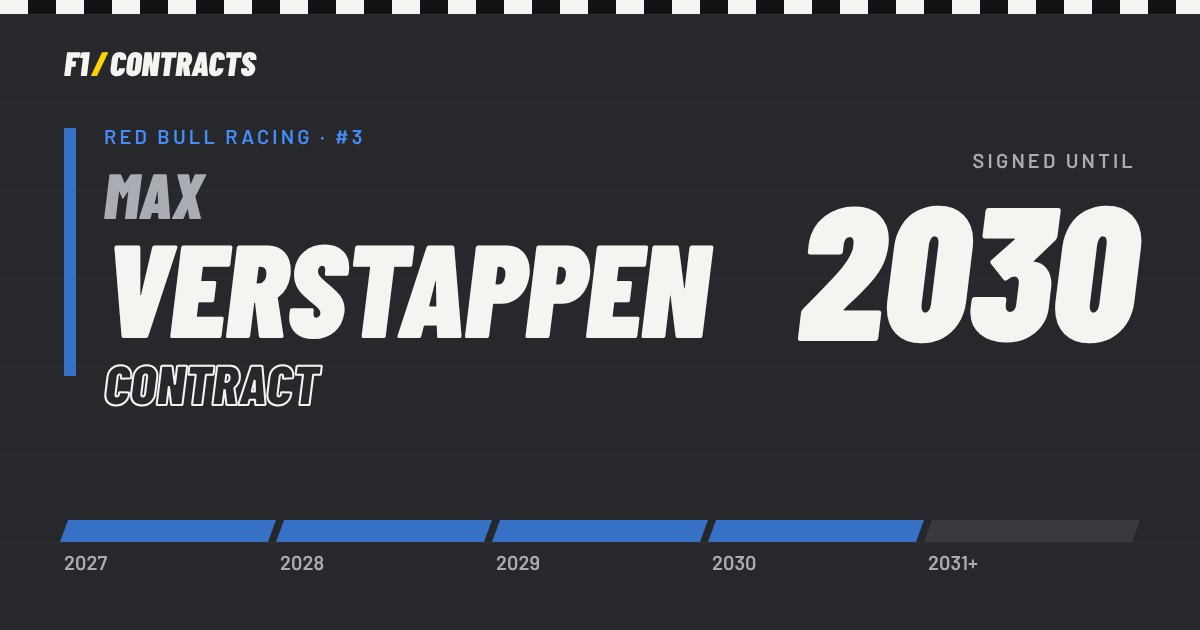 F1/CONTRACTS
RED BULL RACING · #3
MAX
VERSTAPPEN
CONTRACT
SIGNED UNTIL
2030
2027 2028 2029 2030 2031+